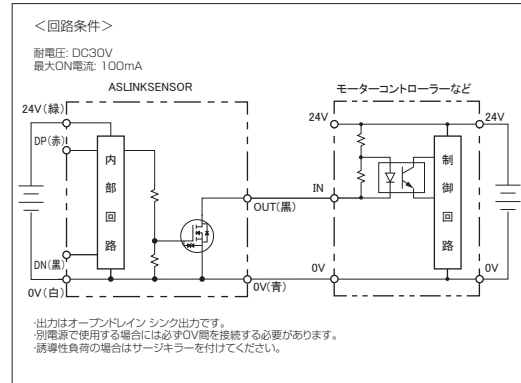 ＜回路条件＞
耐電圧: DC30V
最大ON電流: 100mA
ASLINKSENSOR
モーターコントローラーなど
24V(緑)
DP(赤)
内部回路
DN(黒)
0V(白)
OUT(黒)
0V(青)
24V
IN
0V
制御回路
24V
0V
・出力はオープンドレイン シンク出力です。
・別電源で使用する場合には必ず0V間を接続する必要があります。
・誘導性負荷の場合はサージキラーを付けてください。